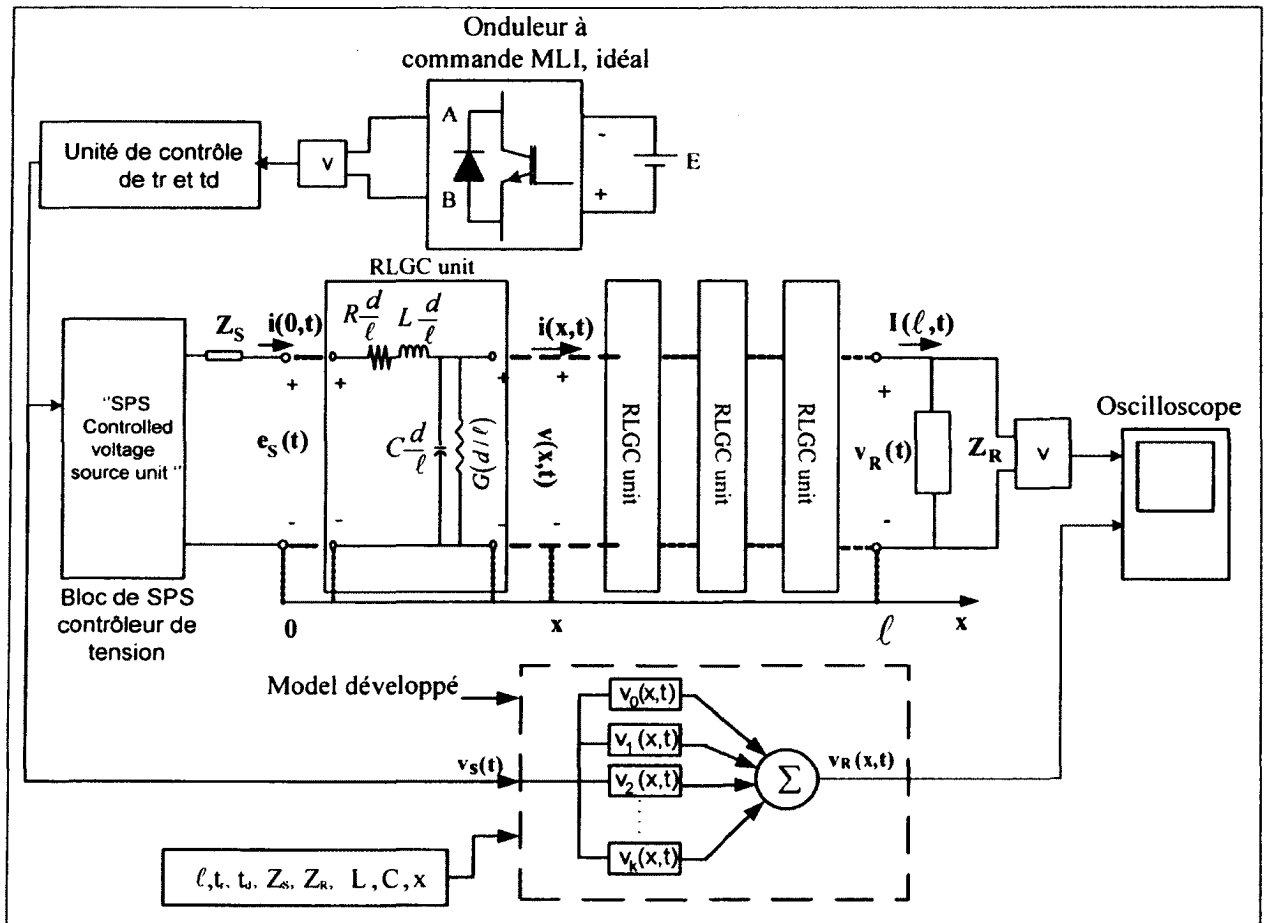 Onduleur à
commande MLI, idéal
Unité de contrôle
de tr et td
v
A
B
-
+
E
RLGC unit
R d/ℓ L d/ℓ
C d/ℓ
G(d/ℓ)
"SPS
Controlled
voltage
source unit "
Bloc de SPS
contrôleur de
tension
Z_S
i(0,t)
+
e_S(t)
-
+
-
+
-
i(x,t)
+
v(x,t)
-
RLGC unit
RLGC unit
RLGC unit
I(ℓ,t)
+
v_R(t)
-
Z_R
v
Oscilloscope
0
x
ℓ
x
Model développé
v_S(t)
v_0(x,t)
v_1(x,t)
v_2(x,t)
v_k(x,t)
Σ
v_R(x,t)
ℓ, t_r, t_d, Z_S, Z_R, L, C, x